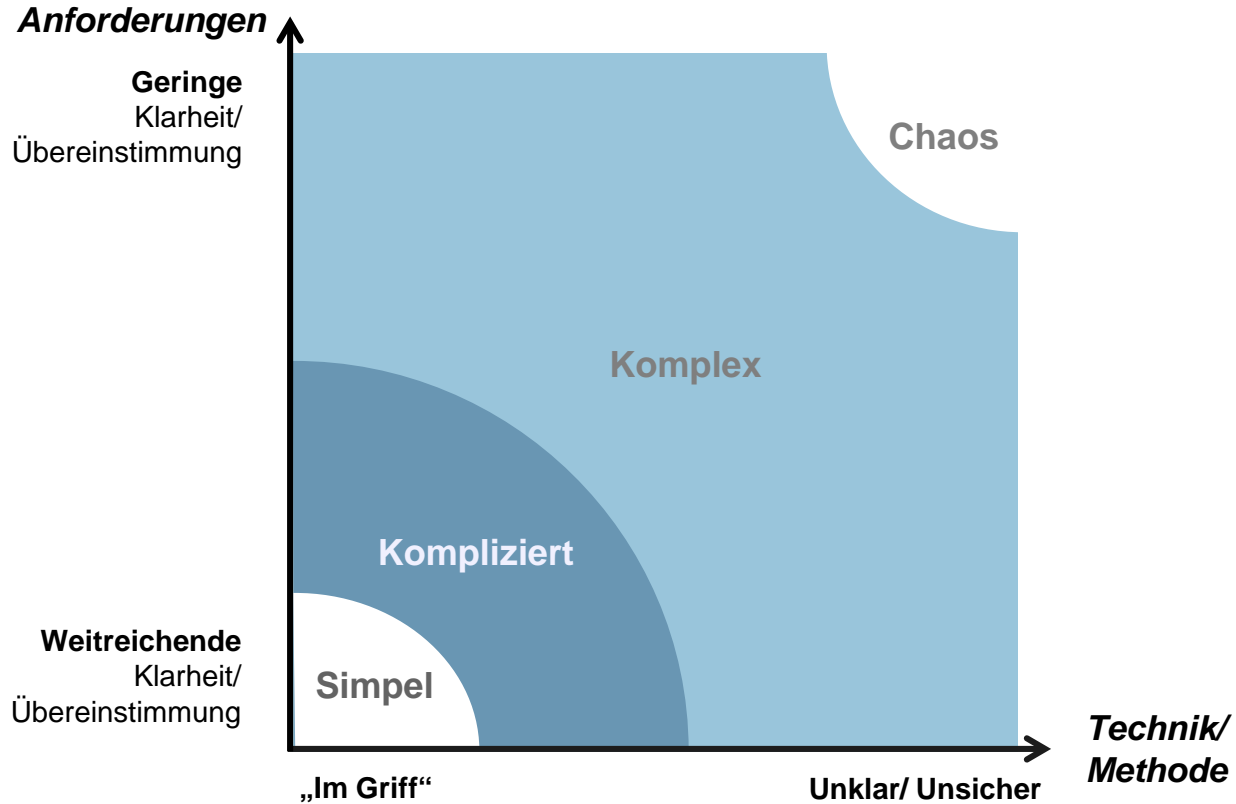 Anforderungen
Geringe
Klarheit/
Übereinstimmung
Chaos
Komplex
Kompliziert
Weitreichende
Klarheit/
Übereinstimmung
Simpel
Technik/
Methode
„Im Griff“
Unklar/ Unsicher